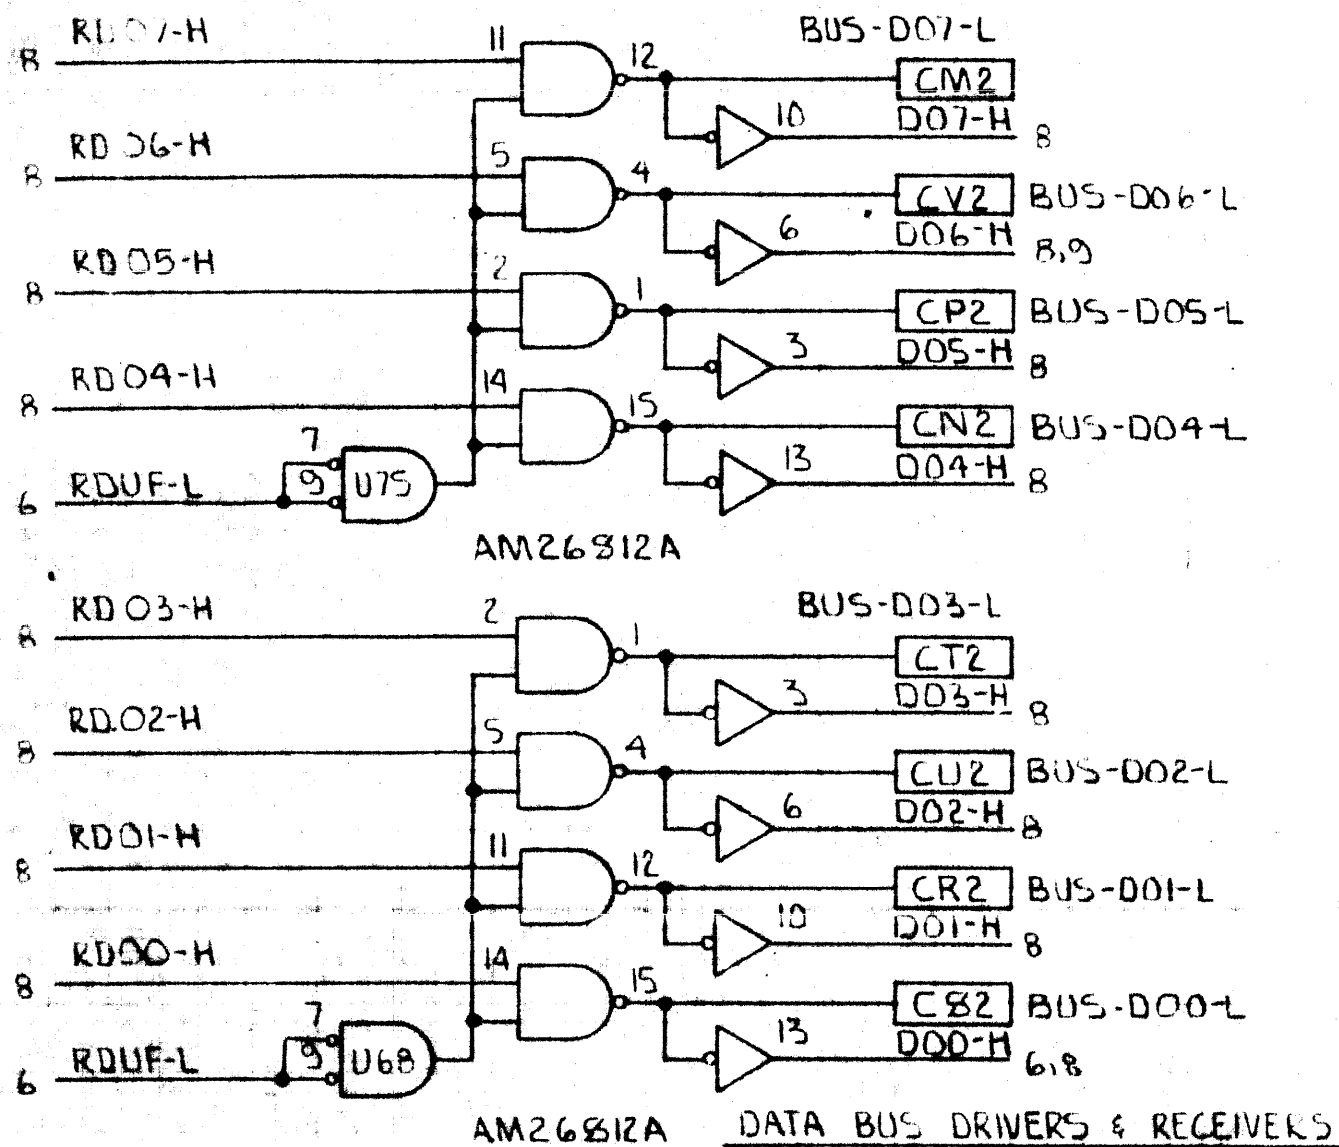 RD07-H 11 12 BUS-D07-L
8 CM2
10 D07-H 8
RD06-H 5 4
8 CV2 BUS-D06-L
6 D06-H 8,9
RD05-H 2 1
8 CP2 BUS-D05-L
3 D05-H 8
RD04-H 14 15
8 CN2 BUS-D04-L
7 13 D04-H 8
6 RDUF-L 9 U75
AM26S12A
RD03-H 2 1 BUS-D03-L
8 CT2
3 D03-H 8
RD02-H 5 4
8 CU2 BUS-D02-L
6 D02-H 8
RD01-H 11 12
8 CR2 BUS-D01-L
10 D01-H 8
RD00-H 14 15
8 CS2 BUS-D00-L
7 13 D00-H 6,8
6 RDUF-L 9 U68
AM26S12A DATA BUS DRIVERS & RECEIVERS